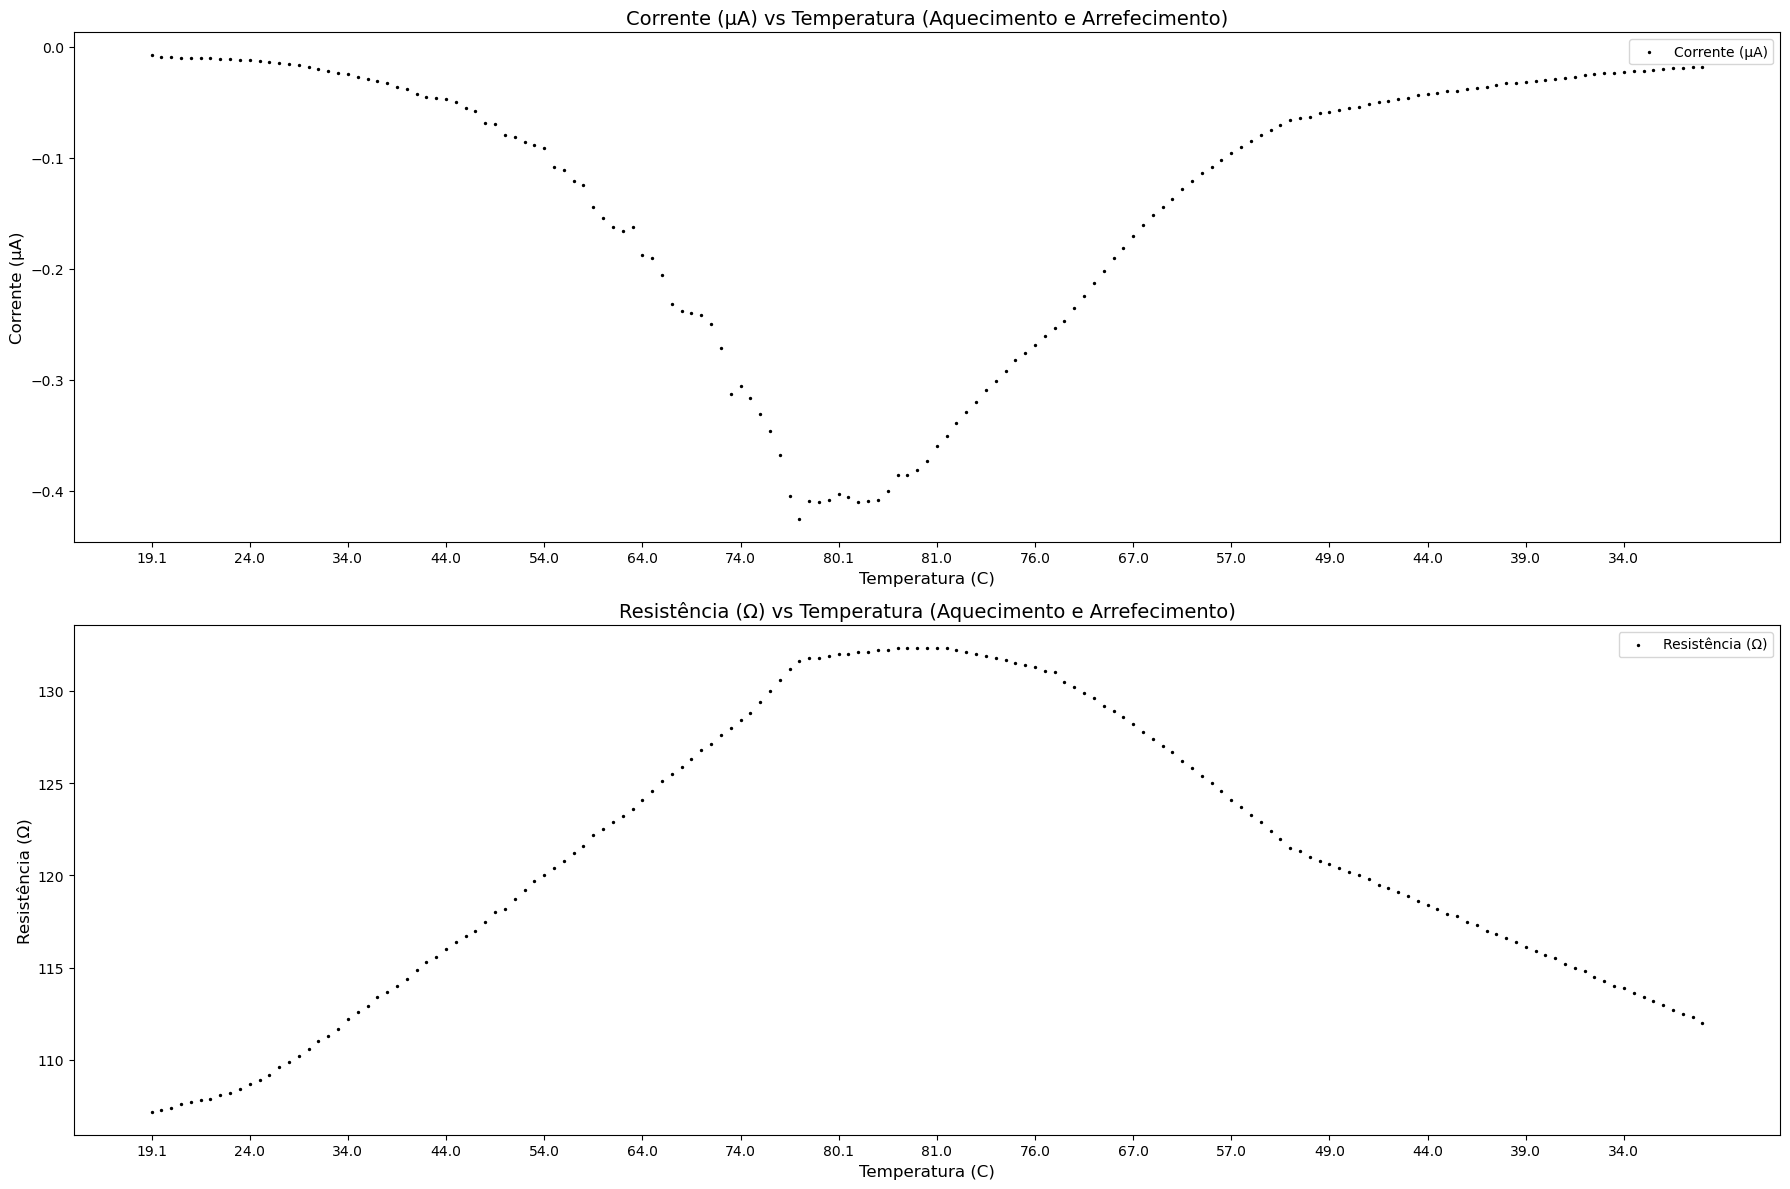 Corrente (μA) vs Temperatura (Aquecimento e Arrefecimento)
Corrente (μA)
0.0
−0.1
−0.2
−0.3
−0.4
Corrente (μA)
19.1 24.0 34.0 44.0 54.0 64.0 74.0 80.1 81.0 76.0 67.0 57.0 49.0 44.0 39.0 34.0
Temperatura (C)
Resistência (Ω) vs Temperatura (Aquecimento e Arrefecimento)
Resistência (Ω)
130
125
120
115
110
Resistência (Ω)
19.1 24.0 34.0 44.0 54.0 64.0 74.0 80.1 81.0 76.0 67.0 57.0 49.0 44.0 39.0 34.0
Temperatura (C)